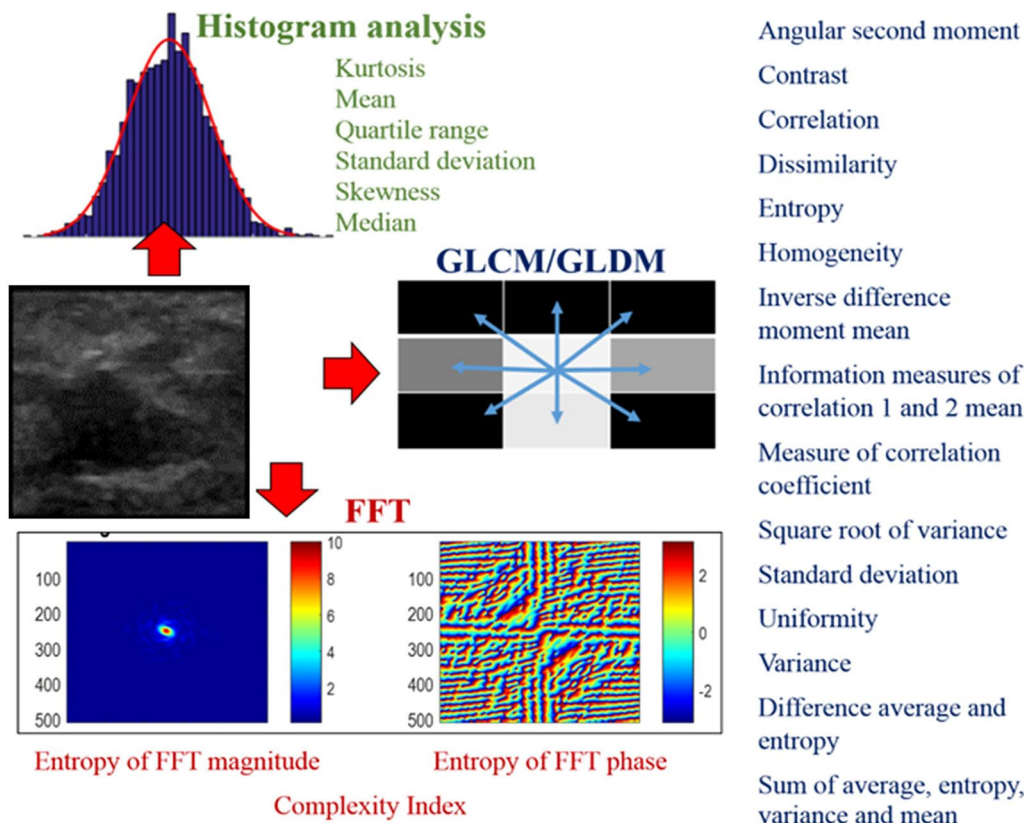 Histogram analysis
Kurtosis
Mean
Quartile range
Standard deviation
Skewness
Median
GLCM/GLDM
FFT
100
200
300
400
500
10
8
6
4
2
100
200
300
400
500
2
0
-2
Entropy of FFT magnitude
Entropy of FFT phase
Complexity Index
Angular second moment
Contrast
Correlation
Dissimilarity
Entropy
Homogeneity
Inverse difference
moment mean
Information measures of
correlation 1 and 2 mean
Measure of correlation
coefficient
Square root of variance
Standard deviation
Uniformity
Variance
Difference average and
entropy
Sum of average, entropy,
variance and mean